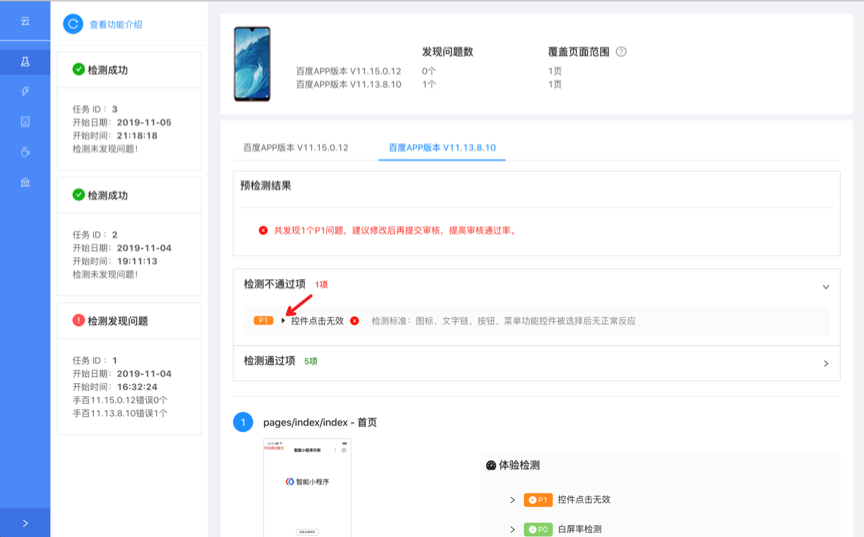 云
查看功能介绍
检测成功
任务 ID： 3
开始日期： 2019-11-05
开始时间： 21:18:18
检测未发现问题!
检测成功
任务 ID： 2
开始日期： 2019-11-04
开始时间： 19:11:13
检测未发现问题!
检测发现问题
任务 ID： 1
开始日期： 2019-11-04
开始时间： 16:32:24
手百11.15.0.12错误0个
手百11.13.8.10错误1个
发现问题数 覆盖页面范围
百度APP版本 V11.15.0.12 0个 1页
百度APP版本 V11.13.8.10 1个 1页
百度APP版本 V11.15.0.12 百度APP版本 V11.13.8.10
预检测结果
共发现1个P1问题，建议修改后再提交审核，提高审核通过率。
检测不通过项 1项
P1 控件点击无效 检测标准：图标、文字链、按钮、菜单功能控件被选择后无正常反应
检测通过项 5项
1 pages/index/index - 首页
智能小程序示例
智能小程序
体验检测
P1 控件点击无效
P0 白屏率检测